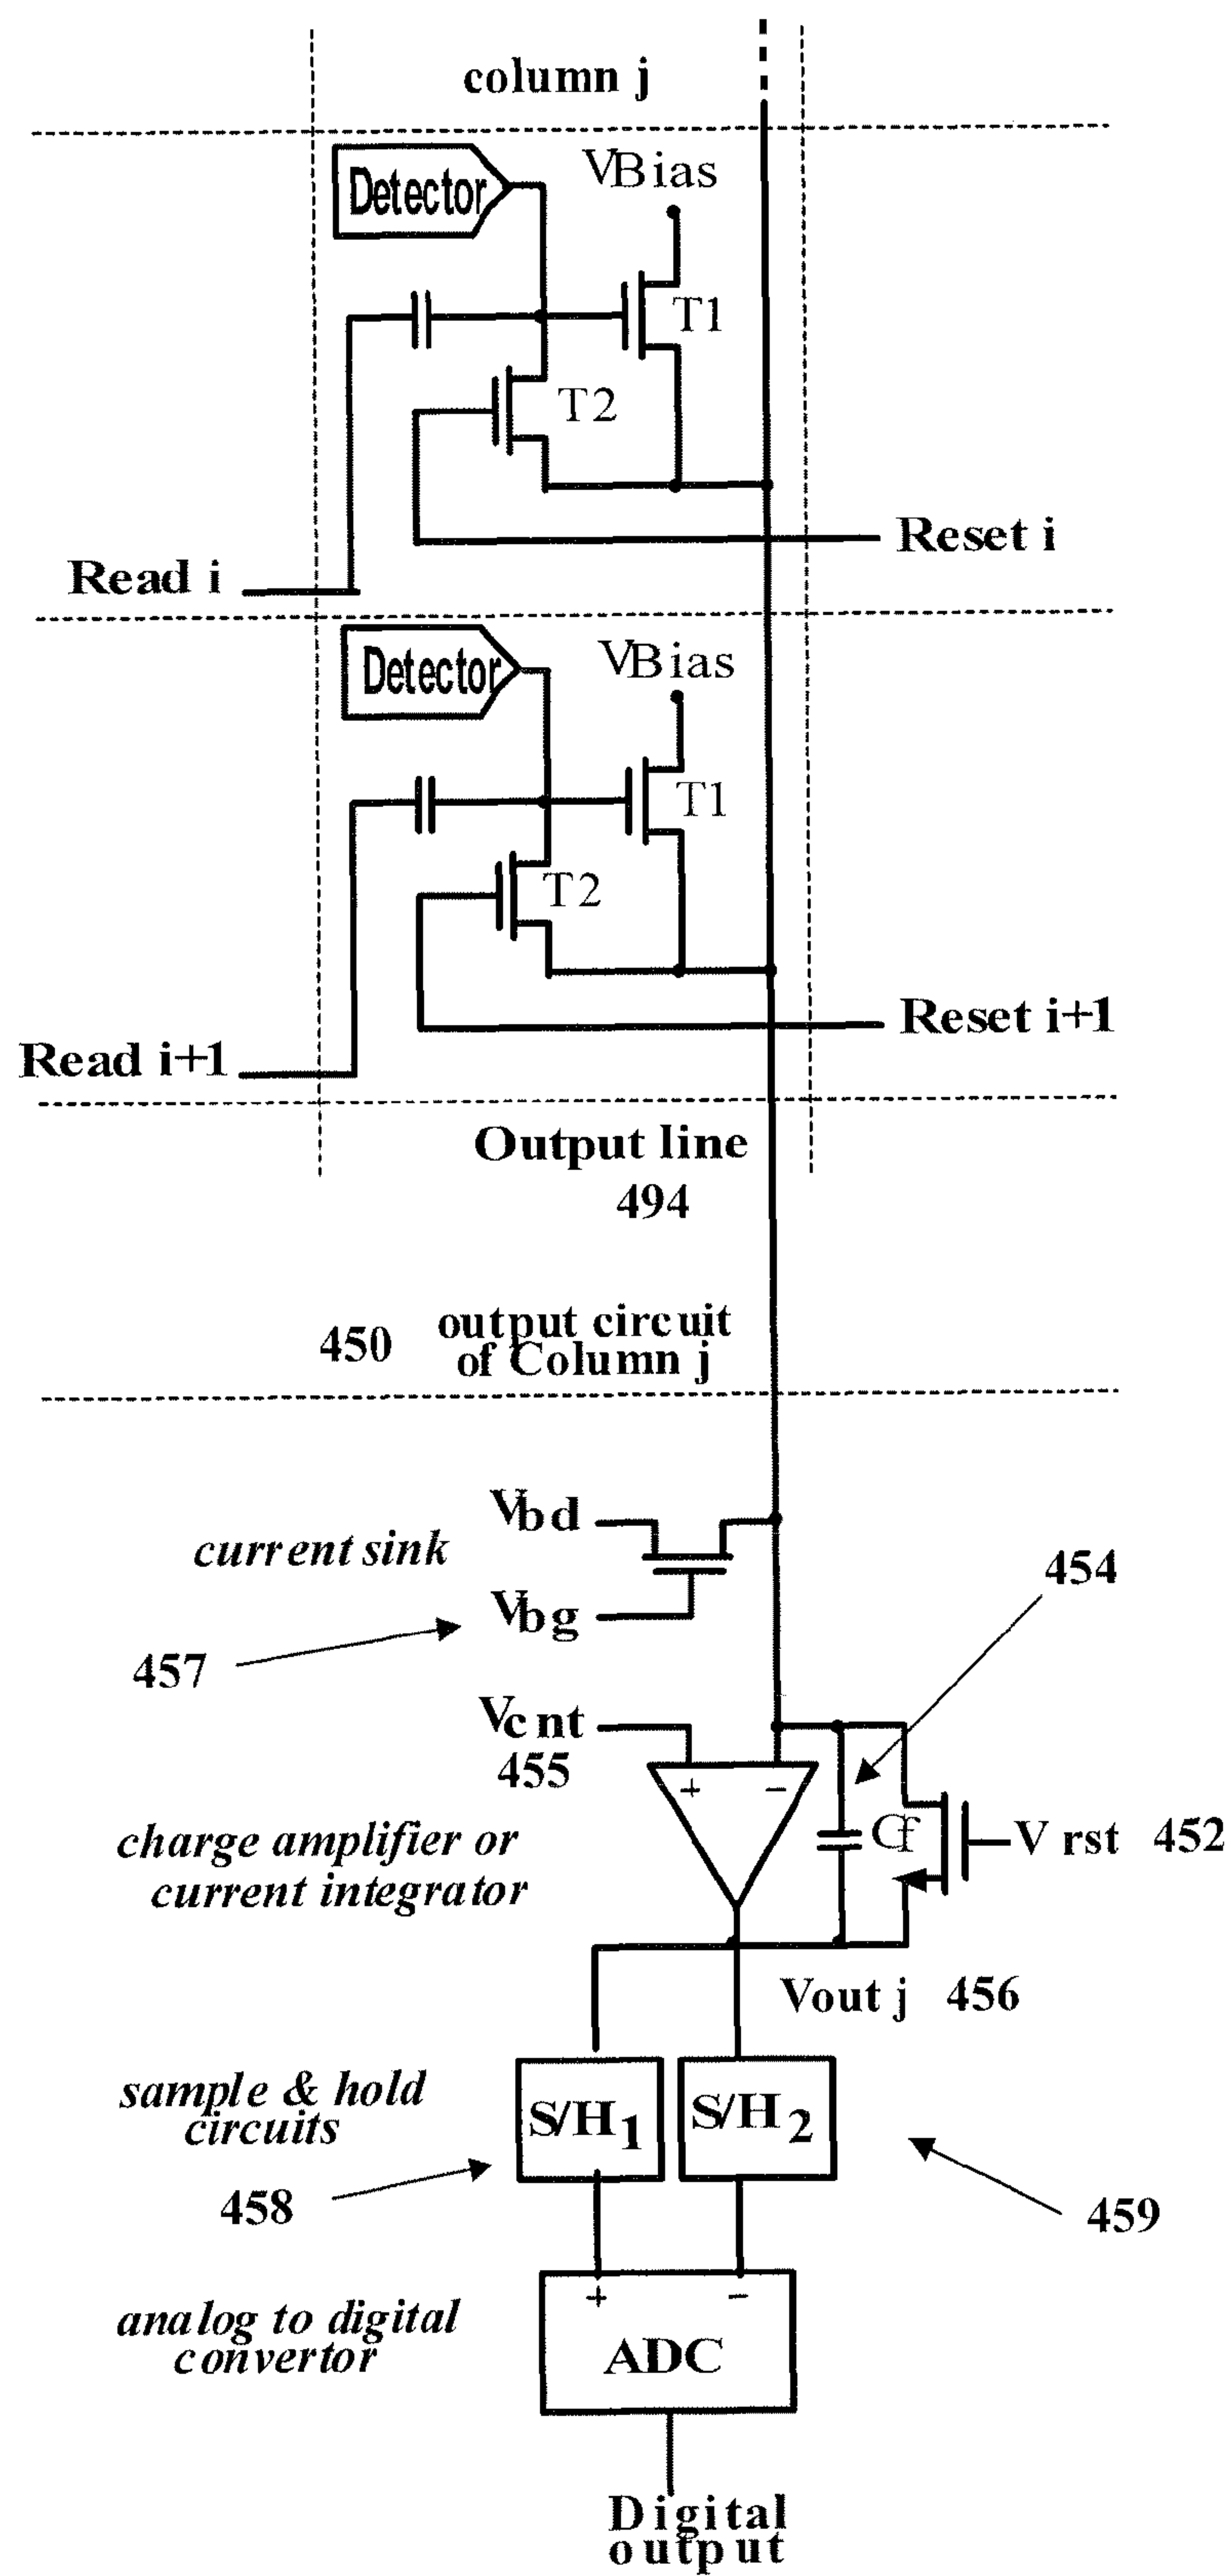 column j
Detector
VBias
T1
T2
Reset i
Read i
Detector
VBias
T1
T2
Reset i+1
Read i+1
Output line
494
450
output circuit
of Column j
Vbd
current sink
Vbg
457
454
Vcnt
455
+
−
Cf
V rst 452
charge amplifier or
current integrator
Vout j 456
sample & hold
circuits
S/H1
S/H2
458
459
+
−
analog to digital
convertor
ADC
Digital
output